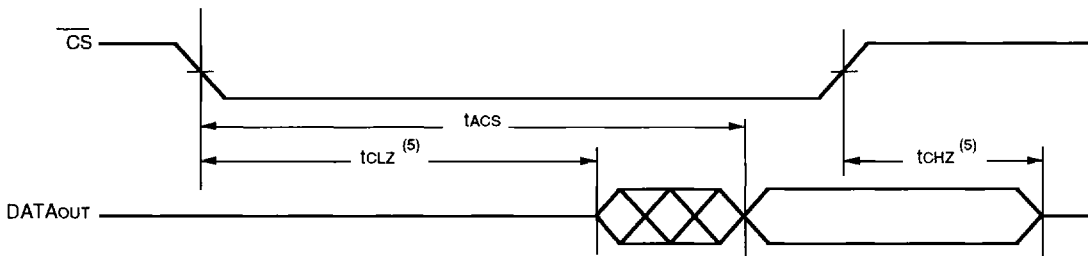 CS
tACS
tCLZ (5)
tCHZ (5)
DATAOUT